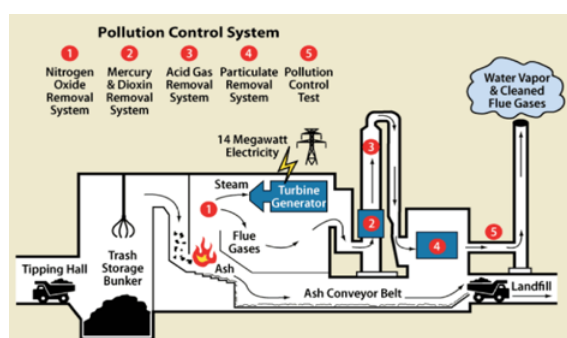 Pollution Control System
1 2 3 4 5
Nitrogen Oxide Removal System
Mercury & Dioxin Removal System
Acid Gas Removal System
Particulate Removal System
Pollution Control Test
Water Vapor
& Cleaned
Flue Gases
14 Megawatt
Electricity
3
Steam
Turbine
Generator
1
2
Flue
Gases
5
4
Tipping Hall
Trash
Storage
Bunker
Ash
Ash Conveyor Belt
Landfill